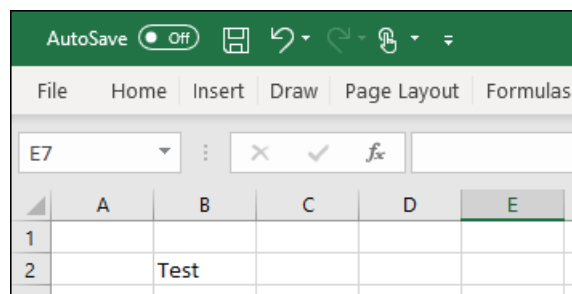 AutoSave Off
File Home Insert Draw Page Layout Formulas
E7 fx
A B C D E
1
2 Test